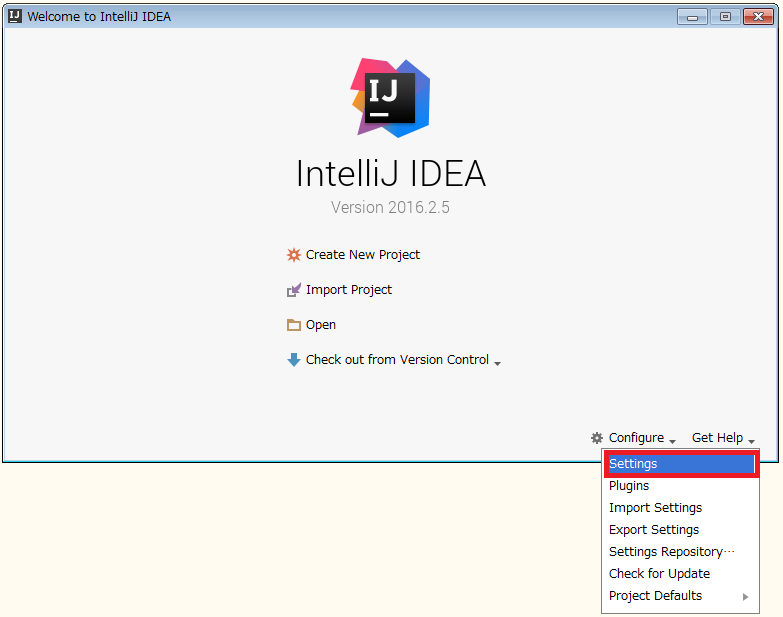 Welcome to IntelliJ IDEA
IJ
IntelliJ IDEA
Version 2016.2.5
Create New Project
Import Project
Open
Check out from Version Control
Configure Get Help
Settings
Plugins
Import Settings
Export Settings
Settings Repository···
Check for Update
Project Defaults